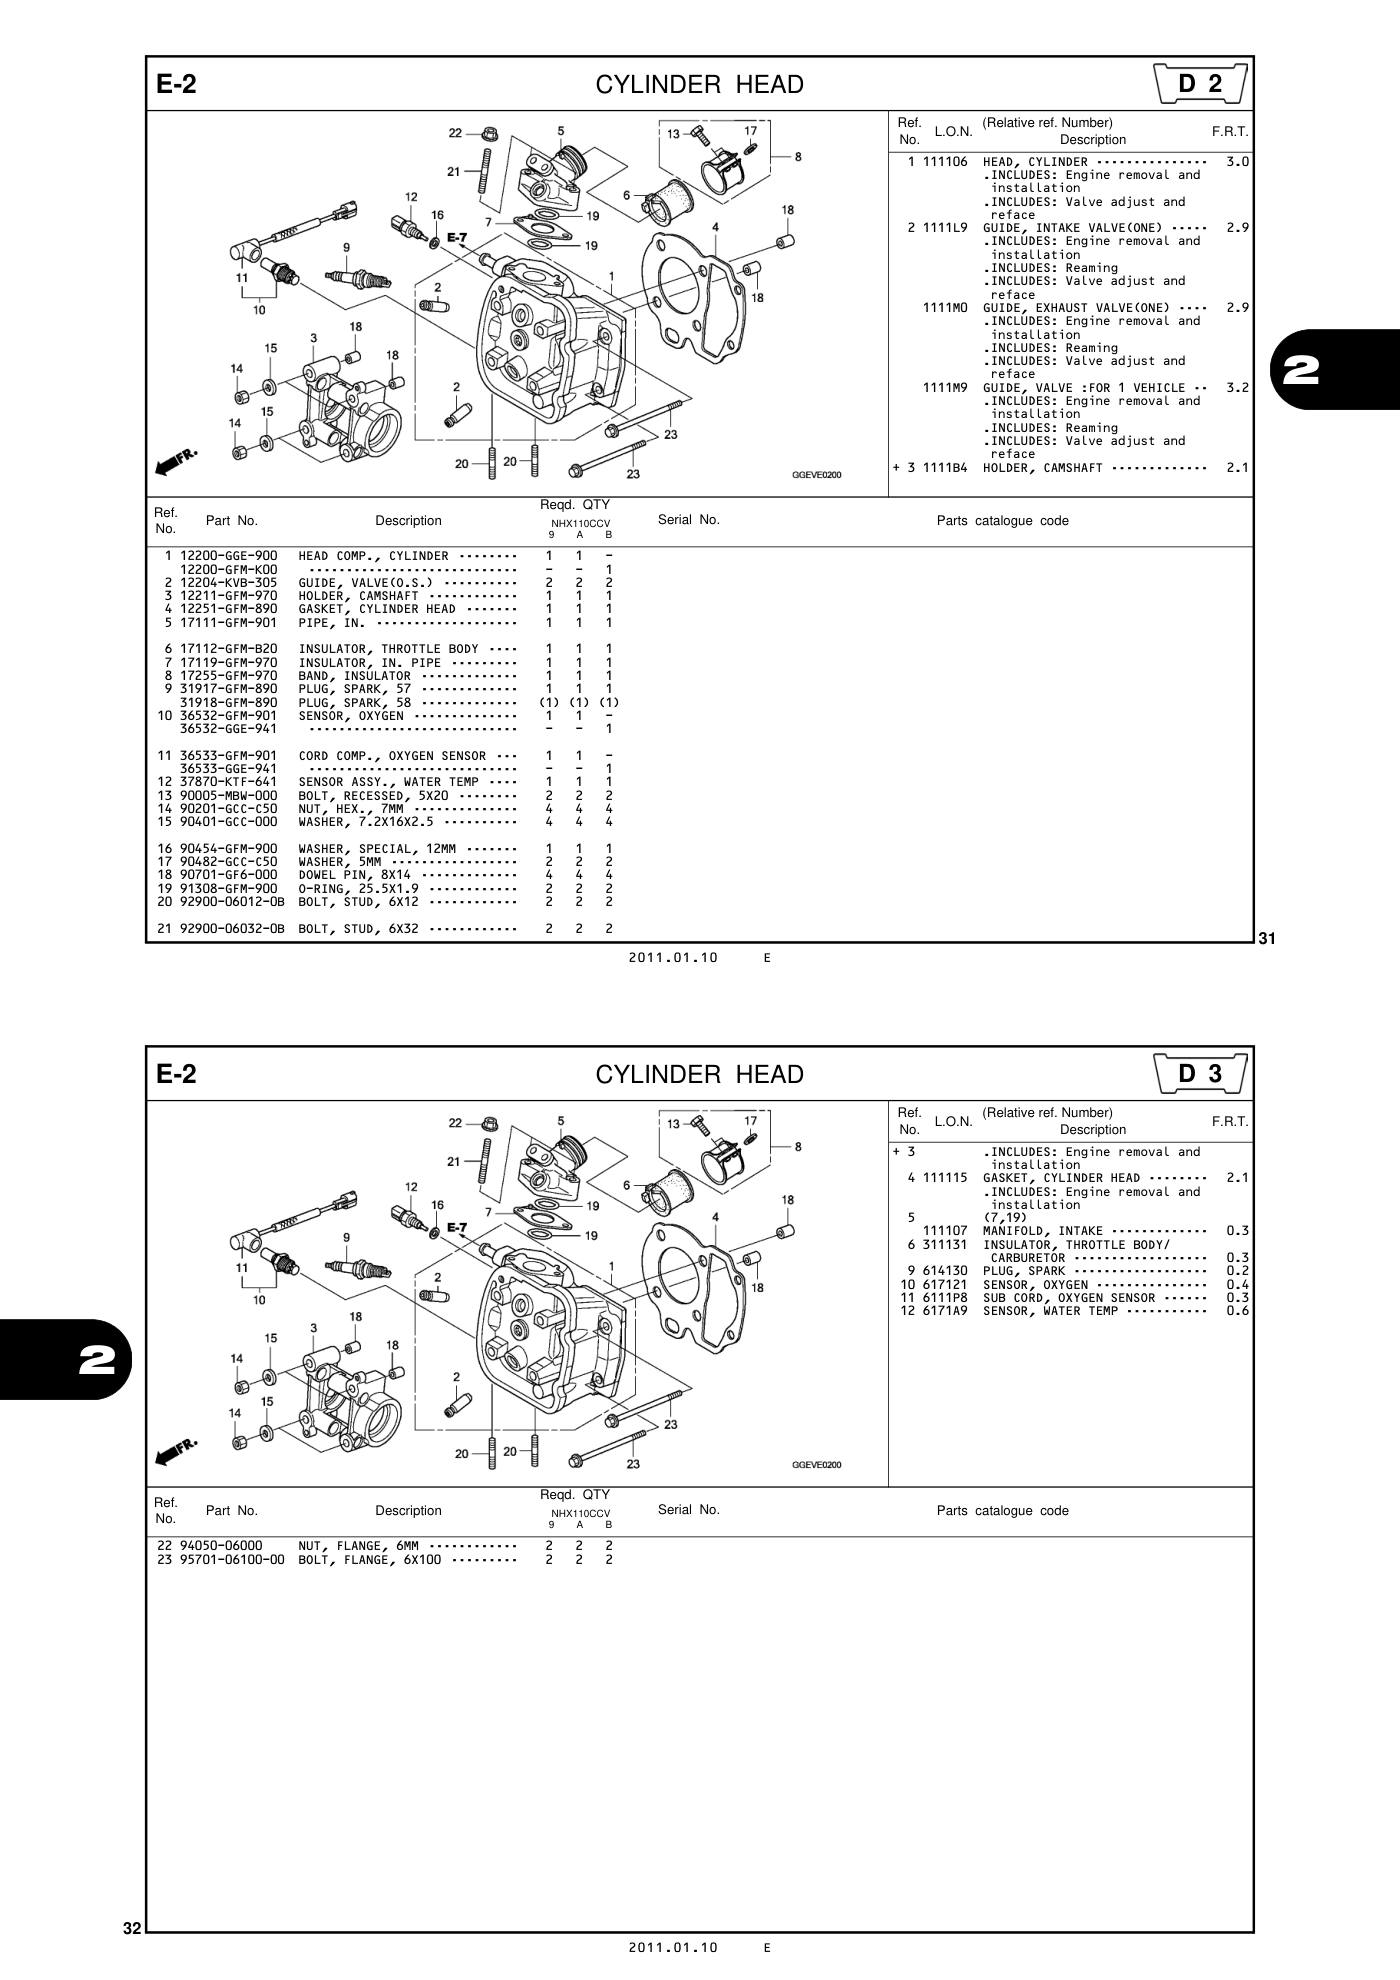 E-2 CYLINDER HEAD D 2
22 5 13 17
8
21
12 6
16 19 18
7 4
E-7
9 19
11 1
2 18
10
18
3
15 18
14
2
15
14
23
FR. 20 20
23 GGEVE0200
Ref. No. L.O.N. (Relative ref. Number) Description F.R.T.
1 111106 HEAD, CYLINDER --------------- 3.0
.INCLUDES: Engine removal and
installation
.INCLUDES: Valve adjust and
reface
2 1111L9 GUIDE, INTAKE VALVE(ONE) ----- 2.9
.INCLUDES: Engine removal and
installation
.INCLUDES: Reaming
.INCLUDES: Valve adjust and
reface
1111M0 GUIDE, EXHAUST VALVE(ONE) ---- 2.9
.INCLUDES: Engine removal and
installation
.INCLUDES: Reaming
.INCLUDES: Valve adjust and
reface
1111M9 GUIDE, VALVE :FOR 1 VEHICLE -- 3.2
.INCLUDES: Engine removal and
installation
.INCLUDES: Reaming
.INCLUDES: Valve adjust and
reface
+ 3 1111B4 HOLDER, CAMSHAFT ------------- 2.1
2
Ref. No. Part No. Description Reqd. QTY Serial No. Parts catalogue code
NHX110CCV
9 A B
1 12200-GGE-900 HEAD COMP., CYLINDER -------- 1 1 -
12200-GFM-K00 ---------------------------- - - 1
2 12204-KVB-305 GUIDE, VALVE(O.S.) ---------- 2 2 2
3 12211-GFM-970 HOLDER, CAMSHAFT ------------ 1 1 1
4 12251-GFM-890 GASKET, CYLINDER HEAD ------- 1 1 1
5 17111-GFM-901 PIPE, IN. ------------------- 1 1 1
6 17112-GFM-B20 INSULATOR, THROTTLE BODY ---- 1 1 1
7 17119-GFM-970 INSULATOR, IN. PIPE --------- 1 1 1
8 17255-GFM-970 BAND, INSULATOR ------------- 1 1 1
9 31917-GFM-890 PLUG, SPARK, 57 ------------- 1 1 1
31918-GFM-890 PLUG, SPARK, 58 ------------- (1) (1) (1)
10 36532-GFM-901 SENSOR, OXYGEN -------------- 1 1 -
36532-GGE-941 ---------------------------- - - 1
11 36533-GFM-901 CORD COMP., OXYGEN SENSOR --- 1 1 -
36533-GGE-941 ---------------------------- - - 1
12 37870-KTF-641 SENSOR ASSY., WATER TEMP ---- 1 1 1
13 90005-MBW-000 BOLT, RECESSED, 5X20 -------- 2 2 2
14 90201-GCC-C50 NUT, HEX., 7MM -------------- 4 4 4
15 90401-GCC-000 WASHER, 7.2X16X2.5 ---------- 4 4 4
16 90454-GFM-900 WASHER, SPECIAL, 12MM ------- 1 1 1
17 90482-GCC-C50 WASHER, 5MM ----------------- 2 2 2
18 90701-GF6-000 DOWEL PIN, 8X14 ------------- 4 4 4
19 91308-GFM-900 O-RING, 25.5X1.9 ------------ 2 2 2
20 92900-06012-0B BOLT, STUD, 6X12 ------------ 2 2 2
21 92900-06032-0B BOLT, STUD, 6X32 ------------ 2 2 2
31
2011.01.10 E
E-2 CYLINDER HEAD D 3
22 5 13 17
8
21
12 6
16 19 18
7 4
E-7
9 19
11 1
2 18
10
18
3
15 18
14
2
15
14
23
FR. 20 20
23 GGEVE0200
Ref. No. L.O.N. (Relative ref. Number) Description F.R.T.
+ 3 .INCLUDES: Engine removal and
installation
4 111115 GASKET, CYLINDER HEAD -------- 2.1
.INCLUDES: Engine removal and
installation
5 (7,19)
111107 MANIFOLD, INTAKE ------------- 0.3
6 311131 INSULATOR, THROTTLE BODY/
CARBURETOR ------------------ 0.3
9 614130 PLUG, SPARK ------------------ 0.2
10 617121 SENSOR, OXYGEN --------------- 0.4
11 6111P8 SUB CORD, OXYGEN SENSOR ------ 0.3
12 6171A9 SENSOR, WATER TEMP ----------- 0.6
2
Ref. No. Part No. Description Reqd. QTY Serial No. Parts catalogue code
NHX110CCV
9 A B
22 94050-06000 NUT, FLANGE, 6MM ------------ 2 2 2
23 95701-06100-00 BOLT, FLANGE, 6X100 --------- 2 2 2
32
2011.01.10 E